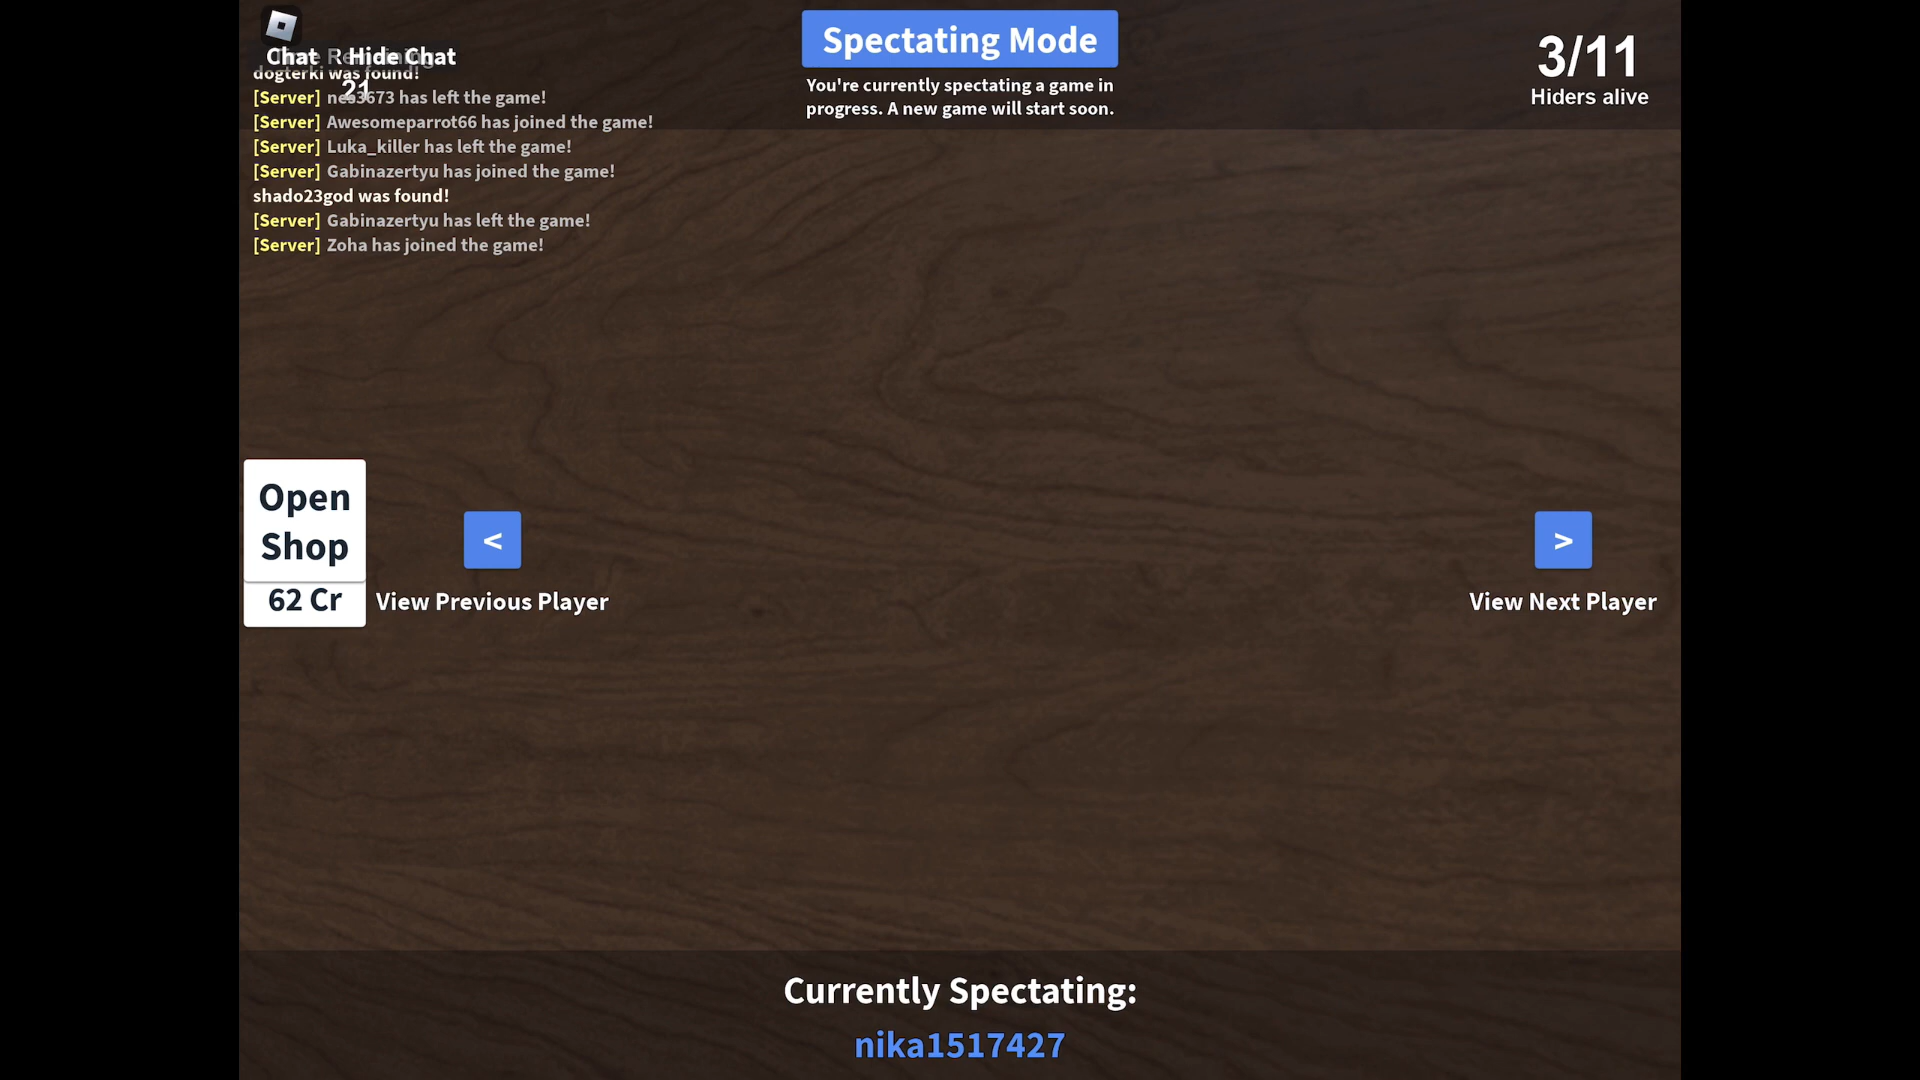 Chat Hide Chat
dogterki was found!
21
[Server] has left the game!
[Server] Awesomeparrot66 has joined the game!
[Server] Luka_killer has left the game!
[Server] Gabinazertyu has joined the game!
shado23god was found!
[Server] Gabinazertyu has left the game!
[Server] Zoha has joined the game!
Spectating Mode
You're currently spectating a game in
progress. A new game will start soon.
3/11
Hiders alive
Open
Shop
62 Cr
<
View Previous Player
>
View Next Player
Currently Spectating:
nika1517427